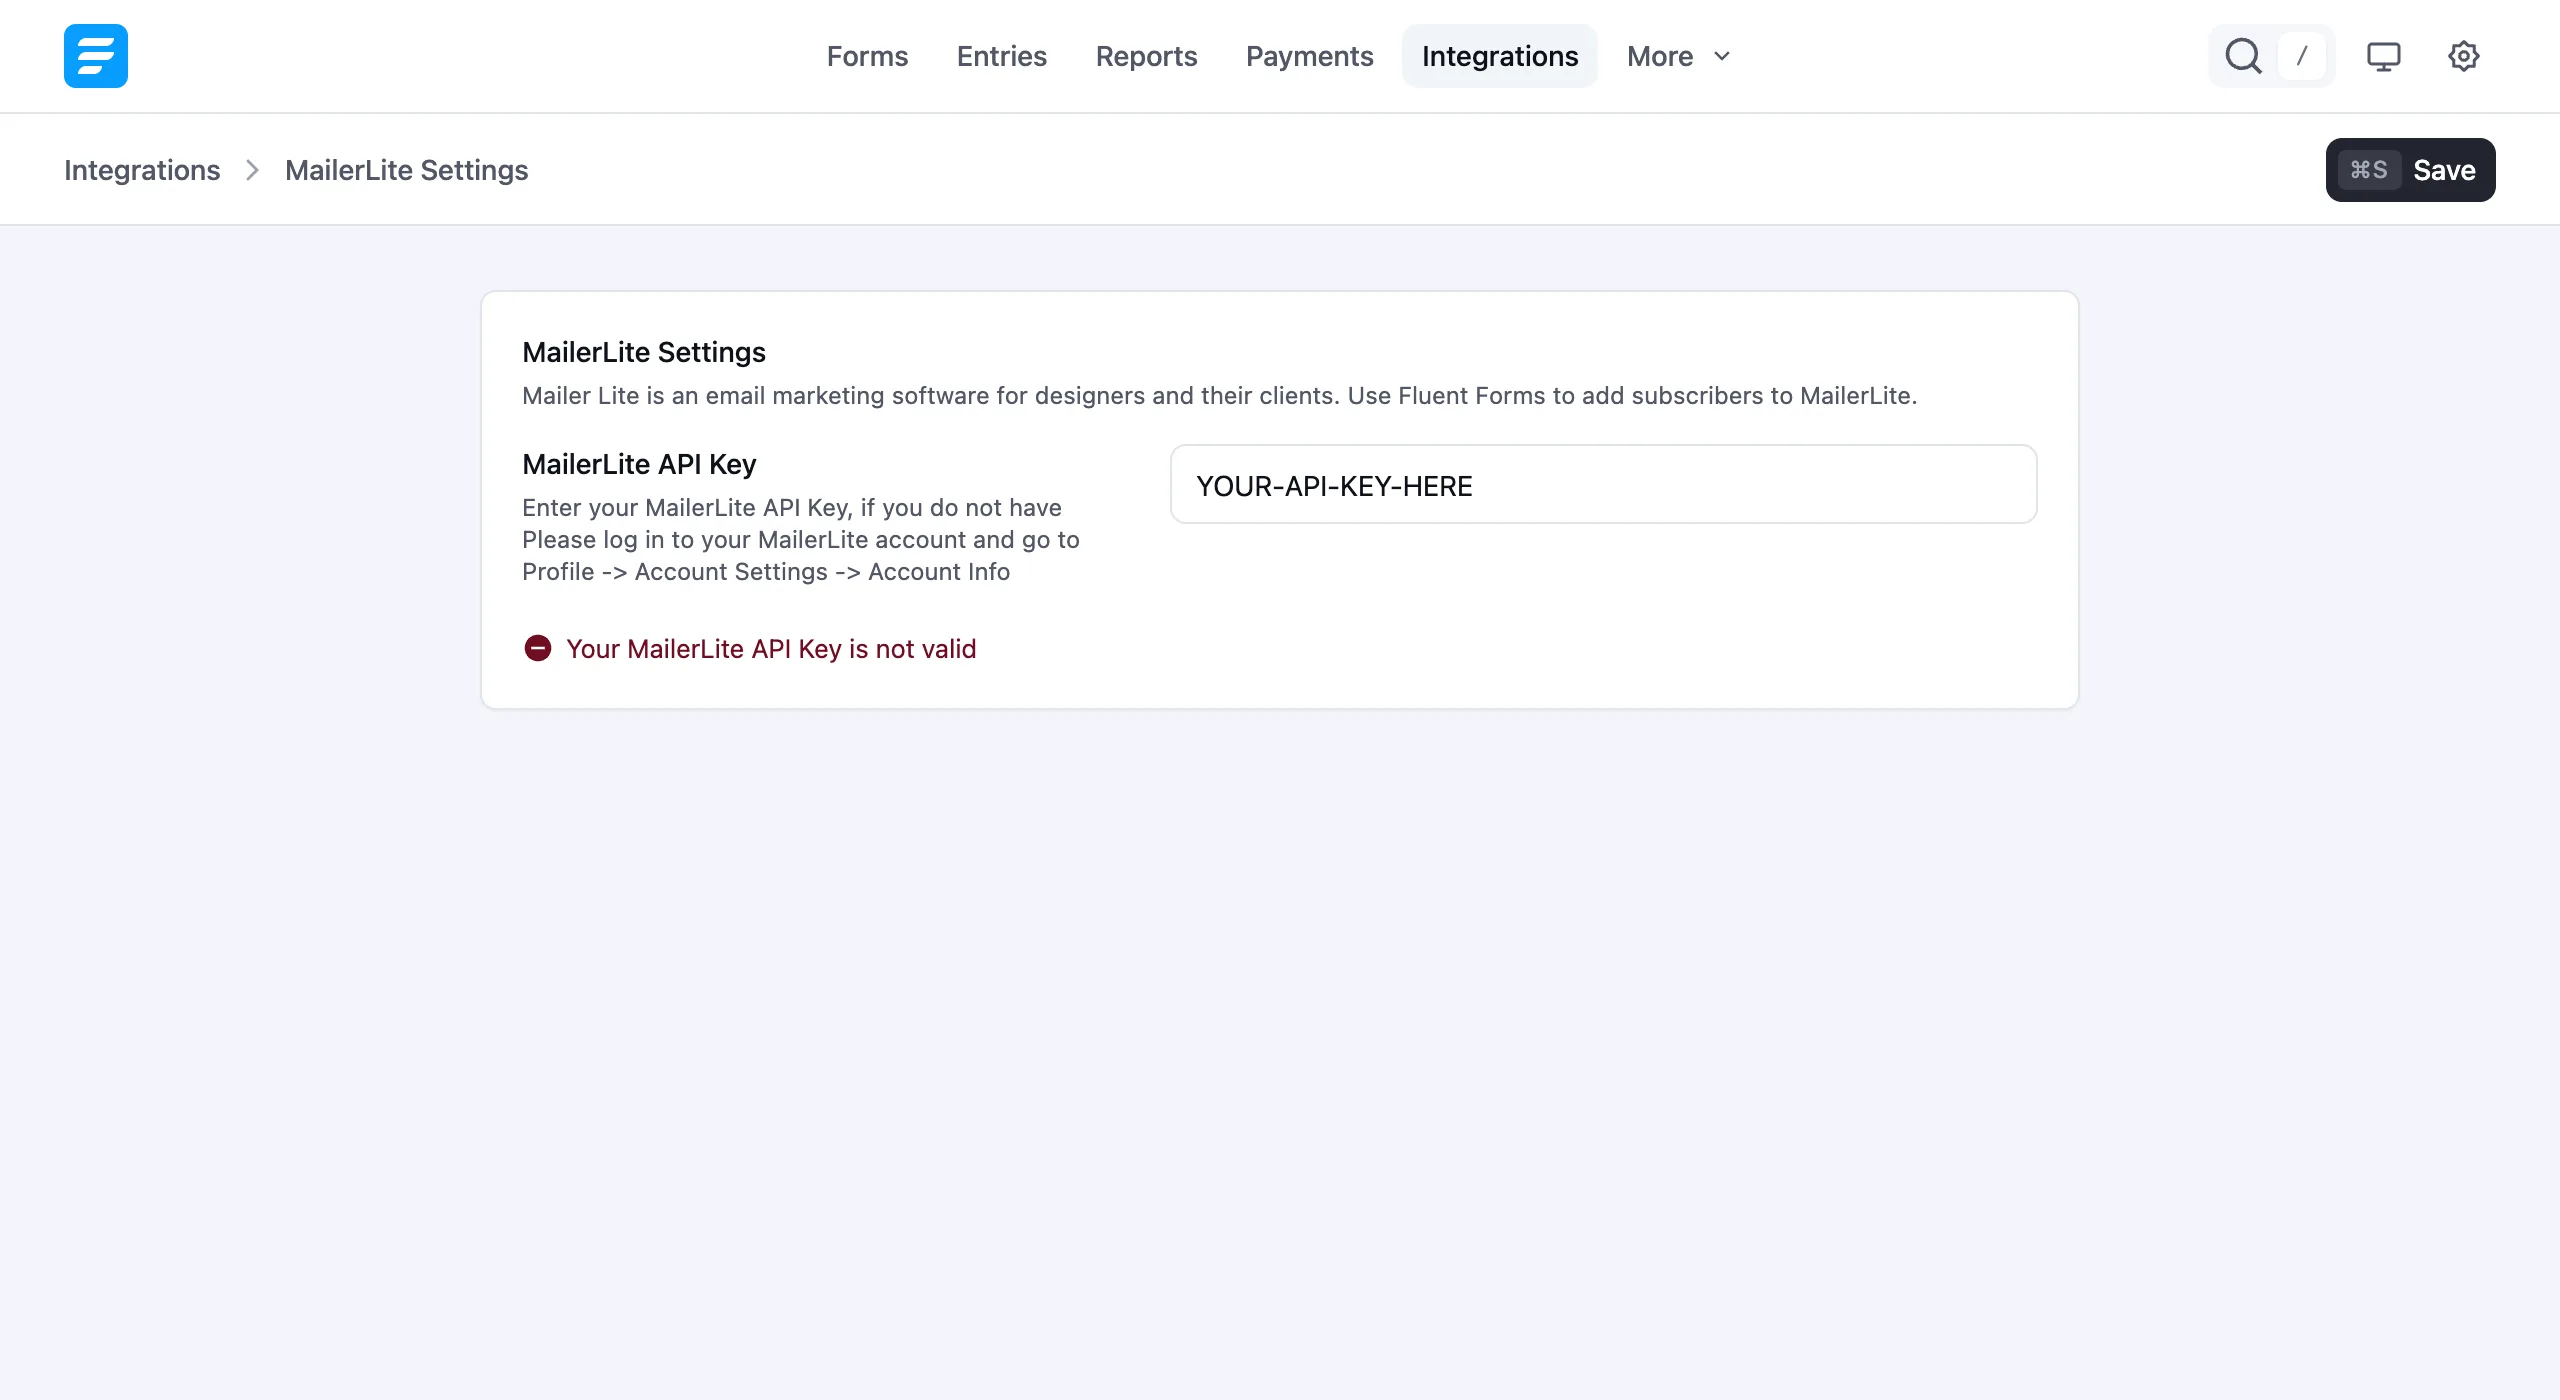 Forms
Entries
Reports
Payments
Integrations
More
/
Integrations
MailerLite Settings
⌘S
Save
MailerLite Settings
Mailer Lite is an email marketing software for designers and their clients. Use Fluent Forms to add subscribers to MailerLite.
MailerLite API Key
Enter your MailerLite API Key, if you do not have
Please log in to your MailerLite account and go to
Profile -> Account Settings -> Account Info
YOUR-API-KEY-HERE
Your MailerLite API Key is not valid